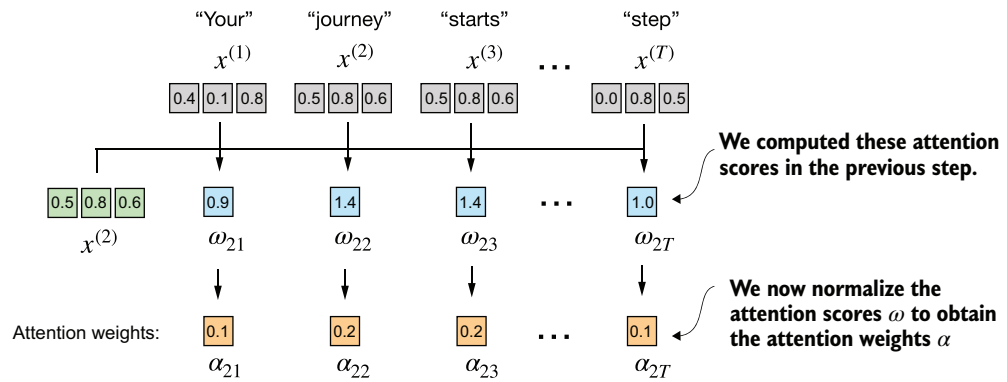 “Your” “journey” “starts” “step”
x(1) x(2) x(3) ... x(T)
0.4 0.1 0.8 0.5 0.8 0.6 0.5 0.8 0.6 0.0 0.8 0.5
We computed these attention
scores in the previous step.
0.5 0.8 0.6 0.9 1.4 1.4 ... 1.0
x(2) ω21 ω22 ω23 ω2T
We now normalize the
attention scores ω to obtain
the attention weights α
Attention weights: 0.1 0.2 0.2 ... 0.1
α21 α22 α23 α2T